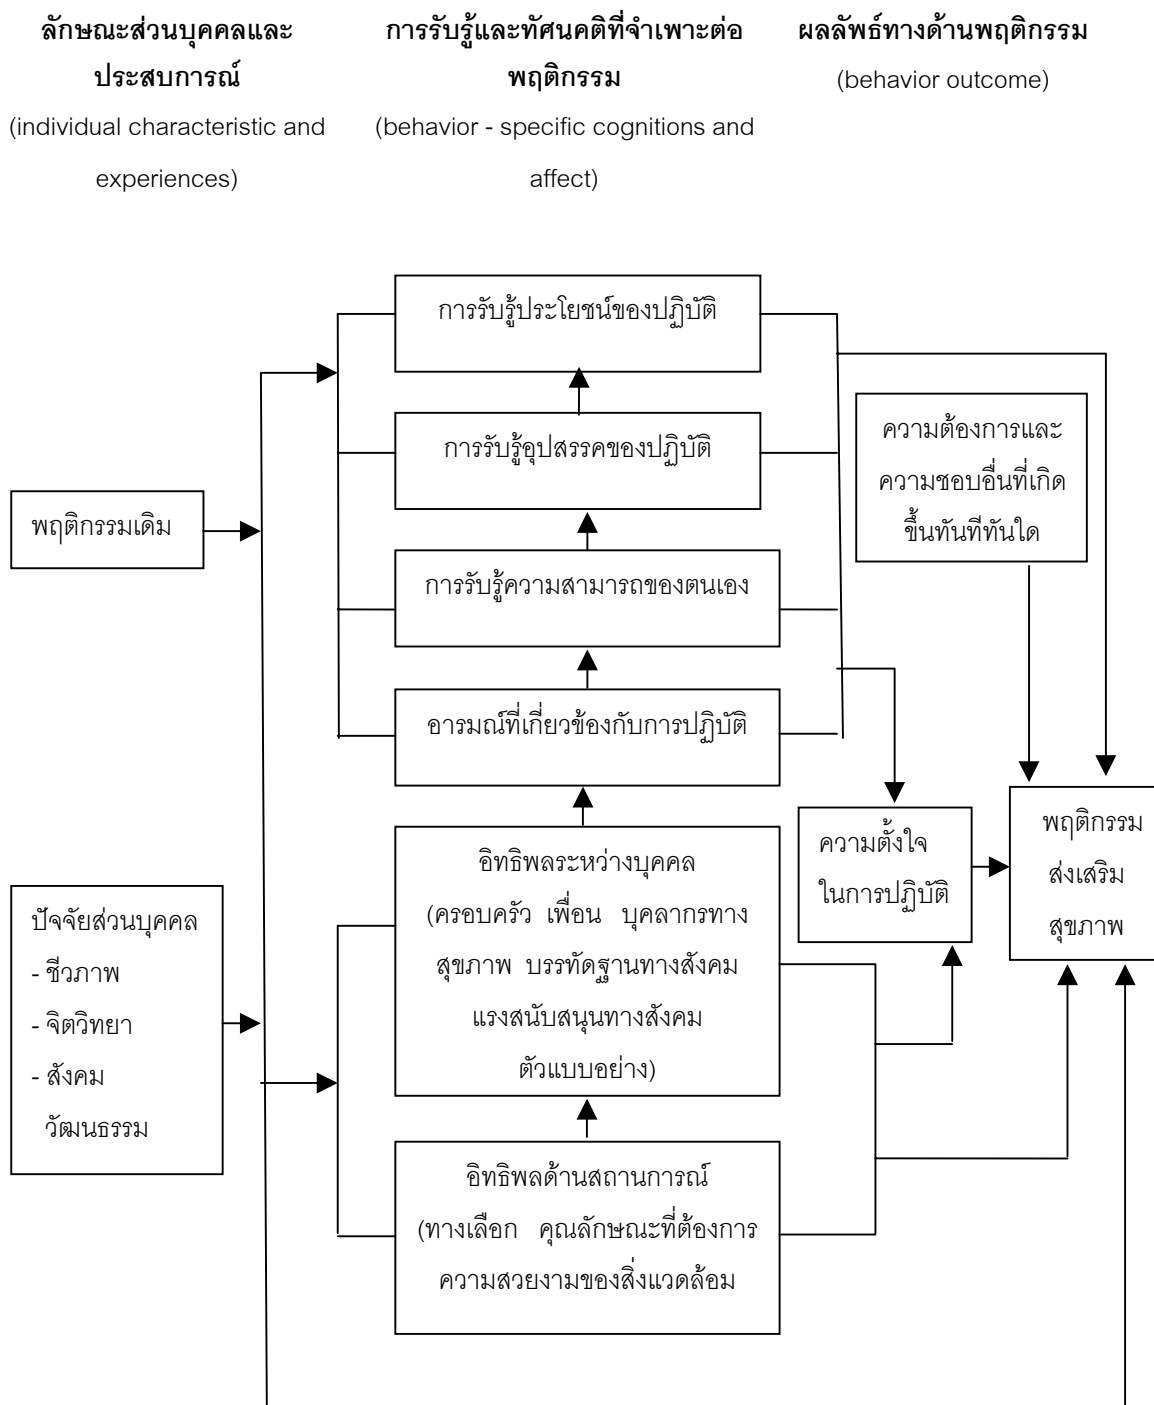 ลักษณะส่วนบุคคลและ
ประสบการณ์
(individual characteristic and
experiences)
การรับรู้และทัศนคติที่จำเพาะต่อ
พฤติกรรม
(behavior - specific cognitions and
affect)
ผลลัพธ์ทางด้านพฤติกรรม
(behavior outcome)
การรับรู้ประโยชน์ของปฏิบัติ
การรับรู้อุปสรรคของปฏิบัติ
ความต้องการและ
ความชอบอื่นที่เกิด
ขึ้นทันทีทันใด
พฤติกรรมเดิม
การรับรู้ความสามารถของตนเอง
อารมณ์ที่เกี่ยวข้องกับการปฏิบัติ
ความตั้งใจ
ในการปฏิบัติ
พฤติกรรม
ส่งเสริม
สุขภาพ
อิทธิพลระหว่างบุคคล
(ครอบครัว เพื่อน บุคลากรทาง
สุขภาพ บรรทัดฐานทางสังคม
แรงสนับสนุนทางสังคม
ตัวแบบอย่าง)
ปัจจัยส่วนบุคคล
- ชีวภาพ
- จิตวิทยา
- สังคม
วัฒนธรรม
อิทธิพลด้านสถานการณ์
(ทางเลือก คุณลักษณะที่ต้องการ
ความสวยงามของสิ่งแวดล้อม